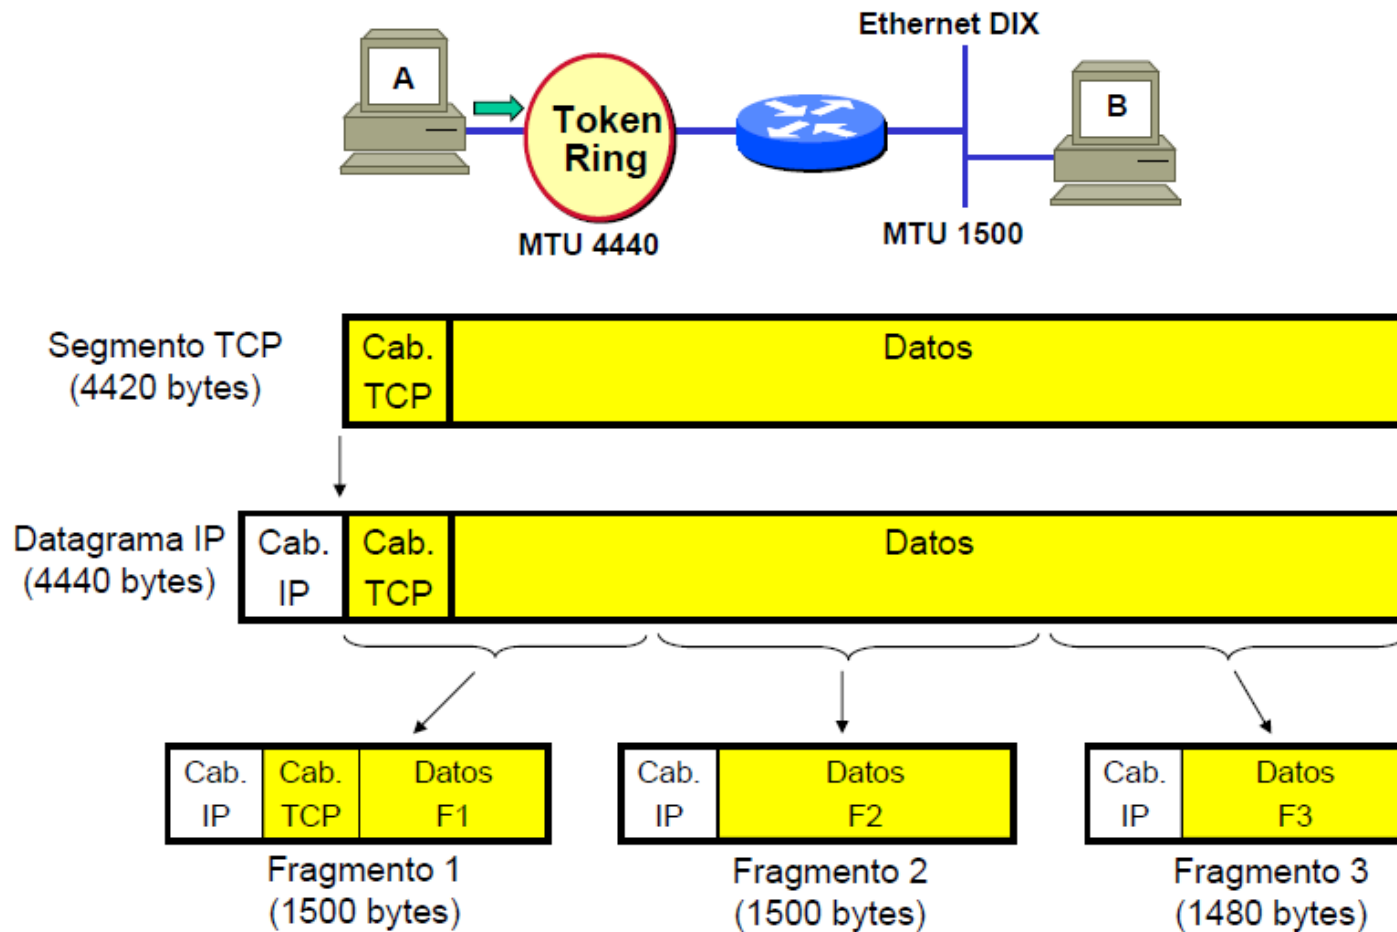 Ethernet DIX
A
Token
Ring
B
MTU 4440
MTU 1500
Segmento TCP
(4420 bytes)
Cab.
TCP
Datos
Datagrama IP
(4440 bytes)
Cab.
IP
Cab.
TCP
Datos
Cab.
IP
Cab.
TCP
Datos
F1
Fragmento 1
(1500 bytes)
Cab.
IP
Datos
F2
Fragmento 2
(1500 bytes)
Cab.
IP
Datos
F3
Fragmento 3
(1480 bytes)